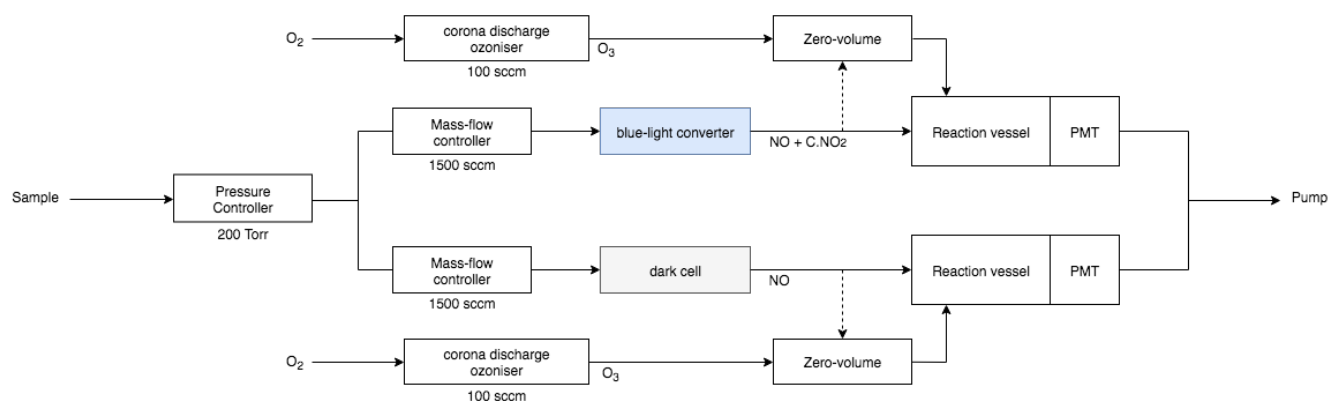 O2
corona discharge
ozoniser
100 sccm
O3
Zero-volume
Mass-flow
controller
1500 sccm
blue-light converter
NO + C.NO2
Reaction vessel
PMT
Sample
Pressure
Controller
200 Torr
Pump
Mass-flow
controller
1500 sccm
dark cell
NO
Reaction vessel
PMT
O2
corona discharge
ozoniser
100 sccm
O3
Zero-volume